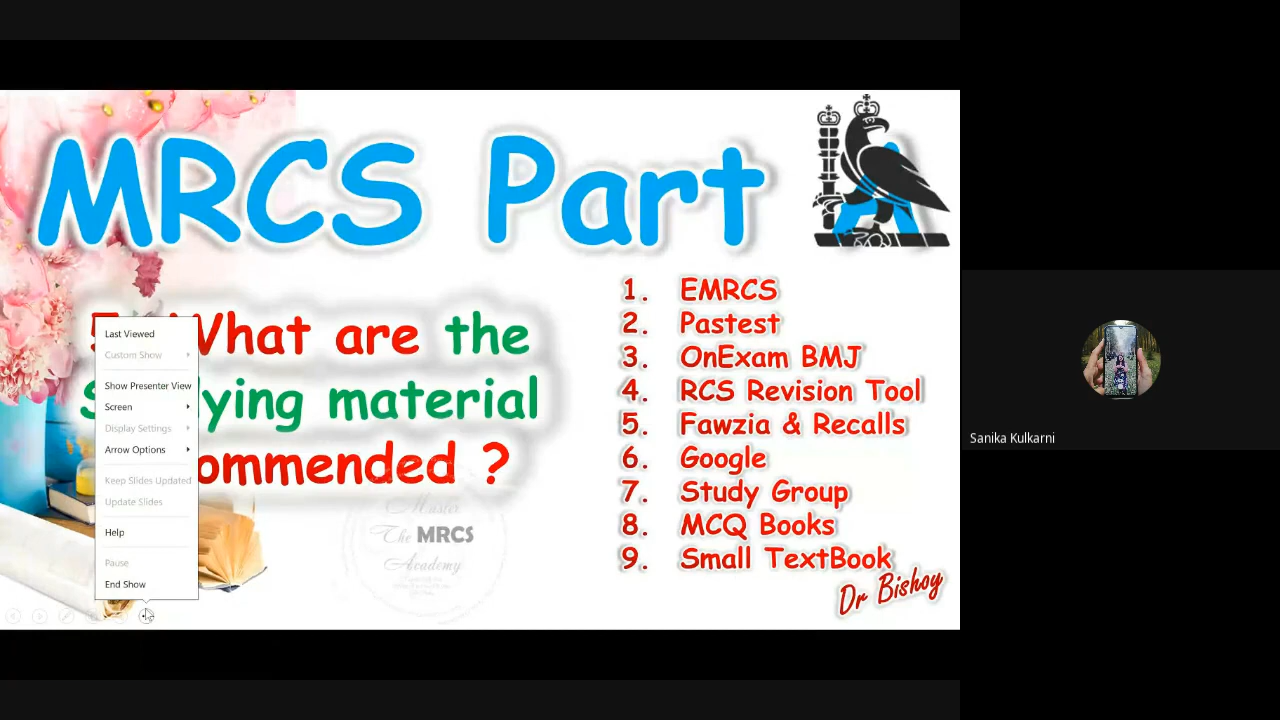 MRCS Part A
What are the
ying material
ommended ?
1. EMRCS
2. Pastest
3. OnExam BMJ
4. RCS Revision Tool
5. Fawzia & Recalls
6. Google
7. Study Group
8. MCQ Books
9. Small TextBook
Dr Bishoy
Master
The MRCS
Academy
Last Viewed
Custom Show
Show Presenter View
Screen
Display Settings
Arrow Options
Keep Slides Updated
Update Slides
Help
Pause
End Show
Sanika Kulkarni